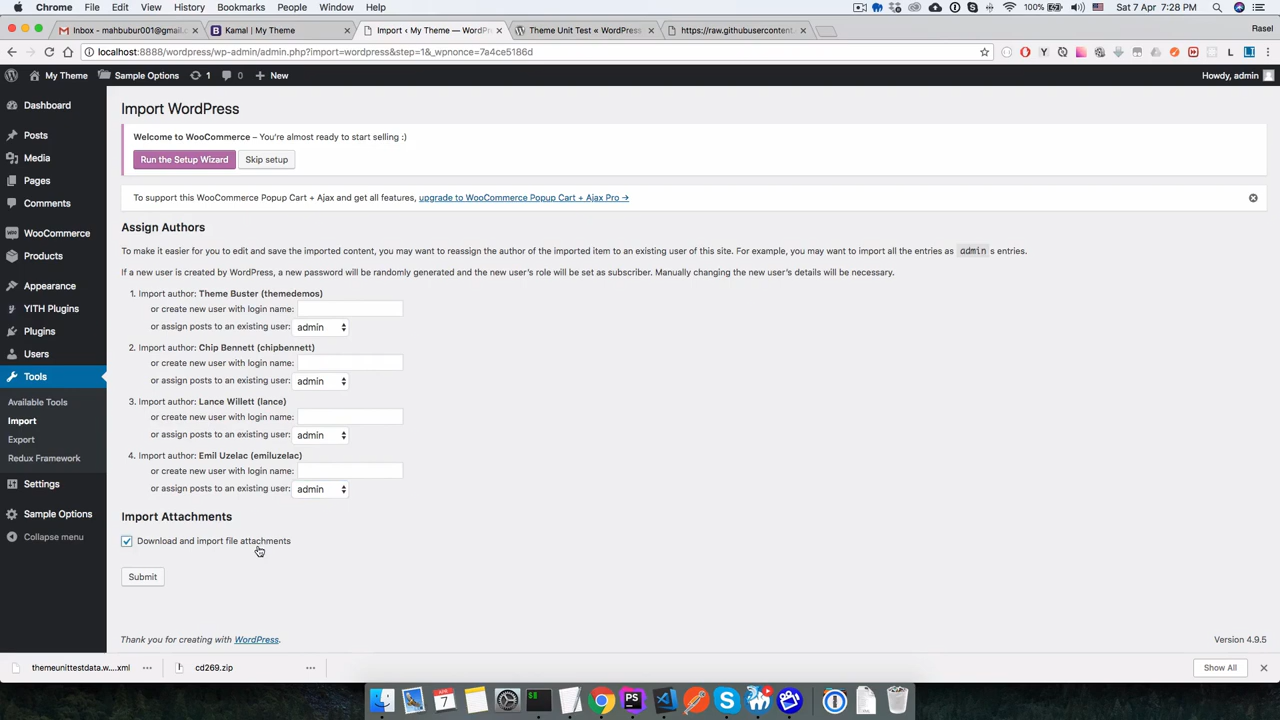 Chrome File Edit View History Bookmarks People Window Help 100% Sat 7 Apr 7:28 PM
Inbox - mahbubur001@gmail.c Kamal | My Theme Import ‹ My Theme — WordPr Theme Unit Test « WordPress https://raw.githubusercontent. Rasel
localhost:8888/wordpress/wp-admin/admin.php?import=wordpress&step=1&_wpnonce=7a4ce5186d
My Theme Sample Options 1 0 New Howdy, admin
Dashboard
Posts
Media
Pages
Comments
WooCommerce
Products
Appearance
YITH Plugins
Plugins
Users
Tools
Available Tools
Import
Export
Redux Framework
Settings
Sample Options
Collapse menu
Import WordPress
Welcome to WooCommerce – You're almost ready to start selling :)
Run the Setup Wizard Skip setup
To support this WooCommerce Popup Cart + Ajax and get all features, upgrade to WooCommerce Popup Cart + Ajax Pro →
Assign Authors
To make it easier for you to edit and save the imported content, you may want to reassign the author of the imported item to an existing user of this site. For example, you may want to import all the entries as admin s entries.
If a new user is created by WordPress, a new password will be randomly generated and the new user's role will be set as subscriber. Manually changing the new user's details will be necessary.
1. Import author: Theme Buster (themedemos)
or create new user with login name:
or assign posts to an existing user: admin
2. Import author: Chip Bennett (chipbennett)
or create new user with login name:
or assign posts to an existing user: admin
3. Import author: Lance Willett (lance)
or create new user with login name:
or assign posts to an existing user: admin
4. Import author: Emil Uzelac (emiluzelac)
or create new user with login name:
or assign posts to an existing user: admin
Import Attachments
Download and import file attachments
Submit
Thank you for creating with WordPress. Version 4.9.5
themeunittestdata.w....xml cd269.zip Show All